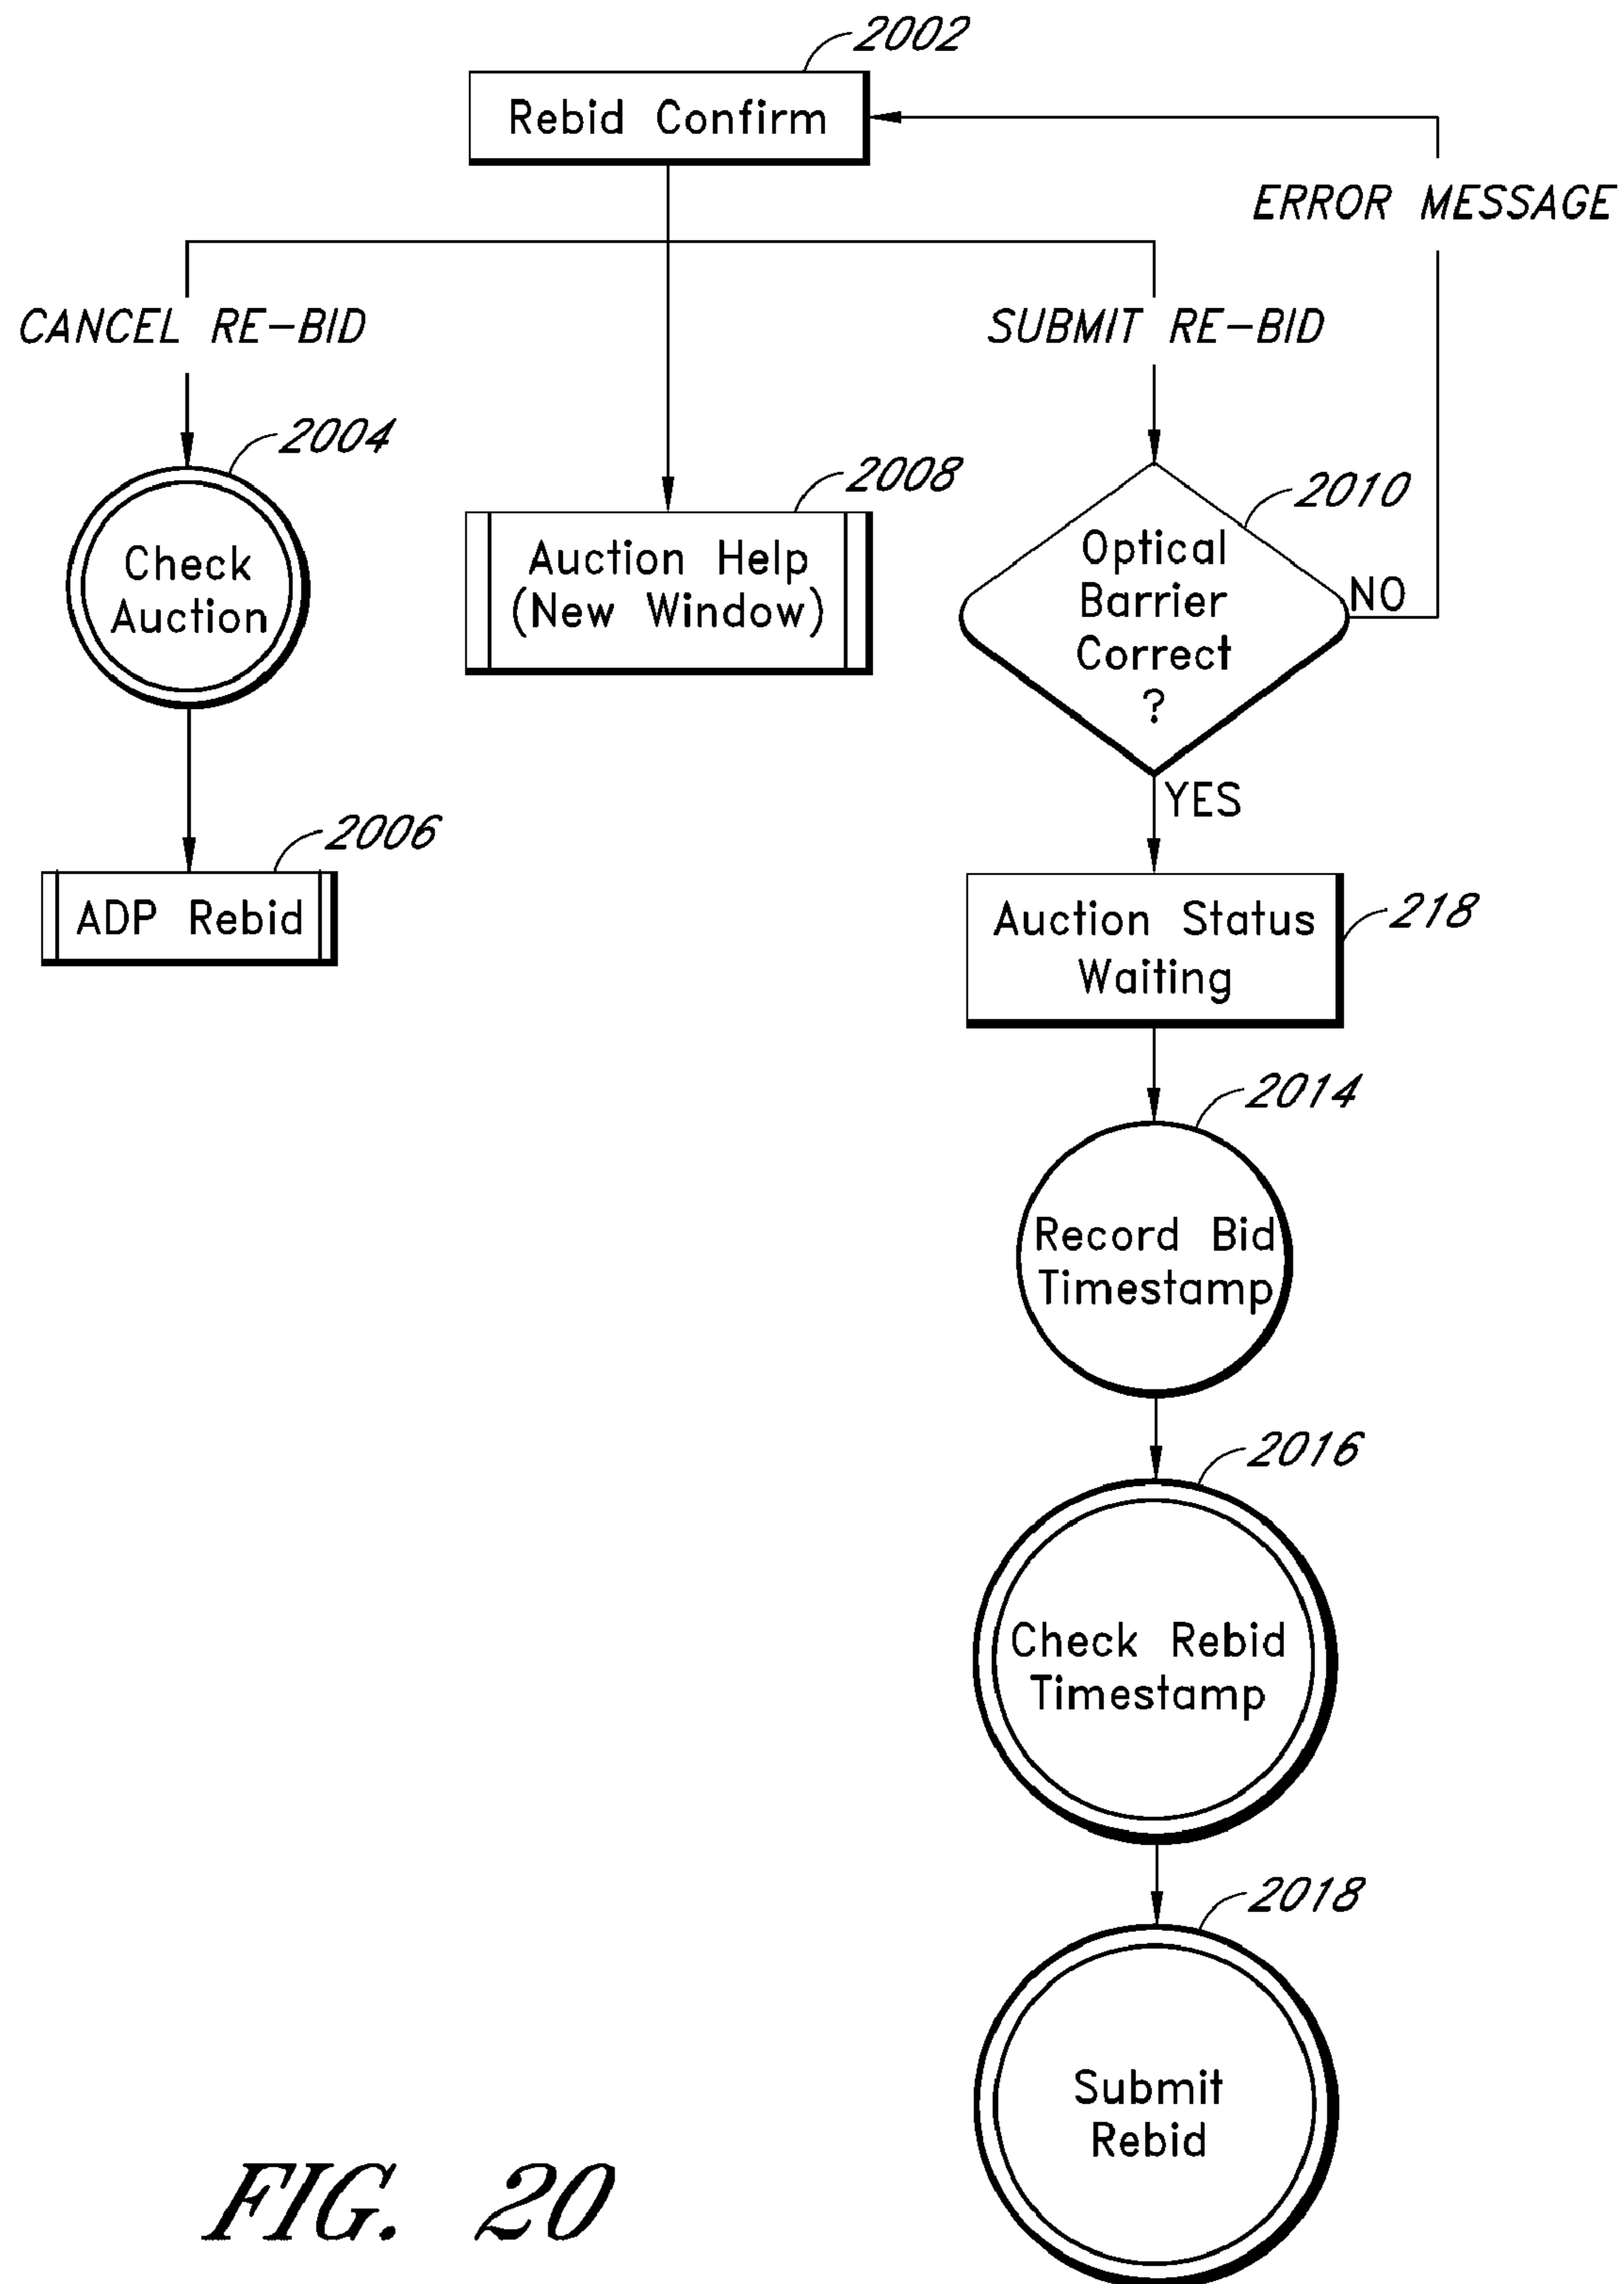 2002
Rebid Confirm
ERROR MESSAGE
CANCEL RE-BID
SUBMIT RE-BID
2004
Check
Auction
2008
Auction Help
(New Window)
2010
Optical
Barrier
Correct
?
NO
YES
2006
ADP Rebid
218
Auction Status
Waiting
2014
Record Bid
Timestamp
2016
Check Rebid
Timestamp
2018
Submit
Rebid
FIG. 20